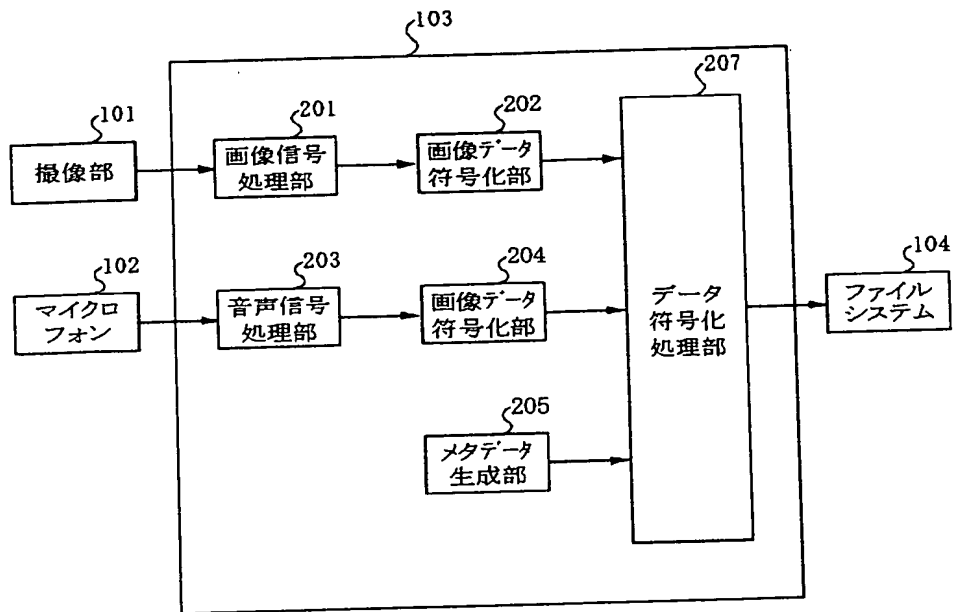 103
207
101
201
202
撮像部
画像信号
処理部
画像データ
符号化部
102
203
204
マイクロ
フォン
音声信号
処理部
画像データ
符号化部
データ
符号化
処理部
104
ファイル
システム
205
メタデータ
生成部